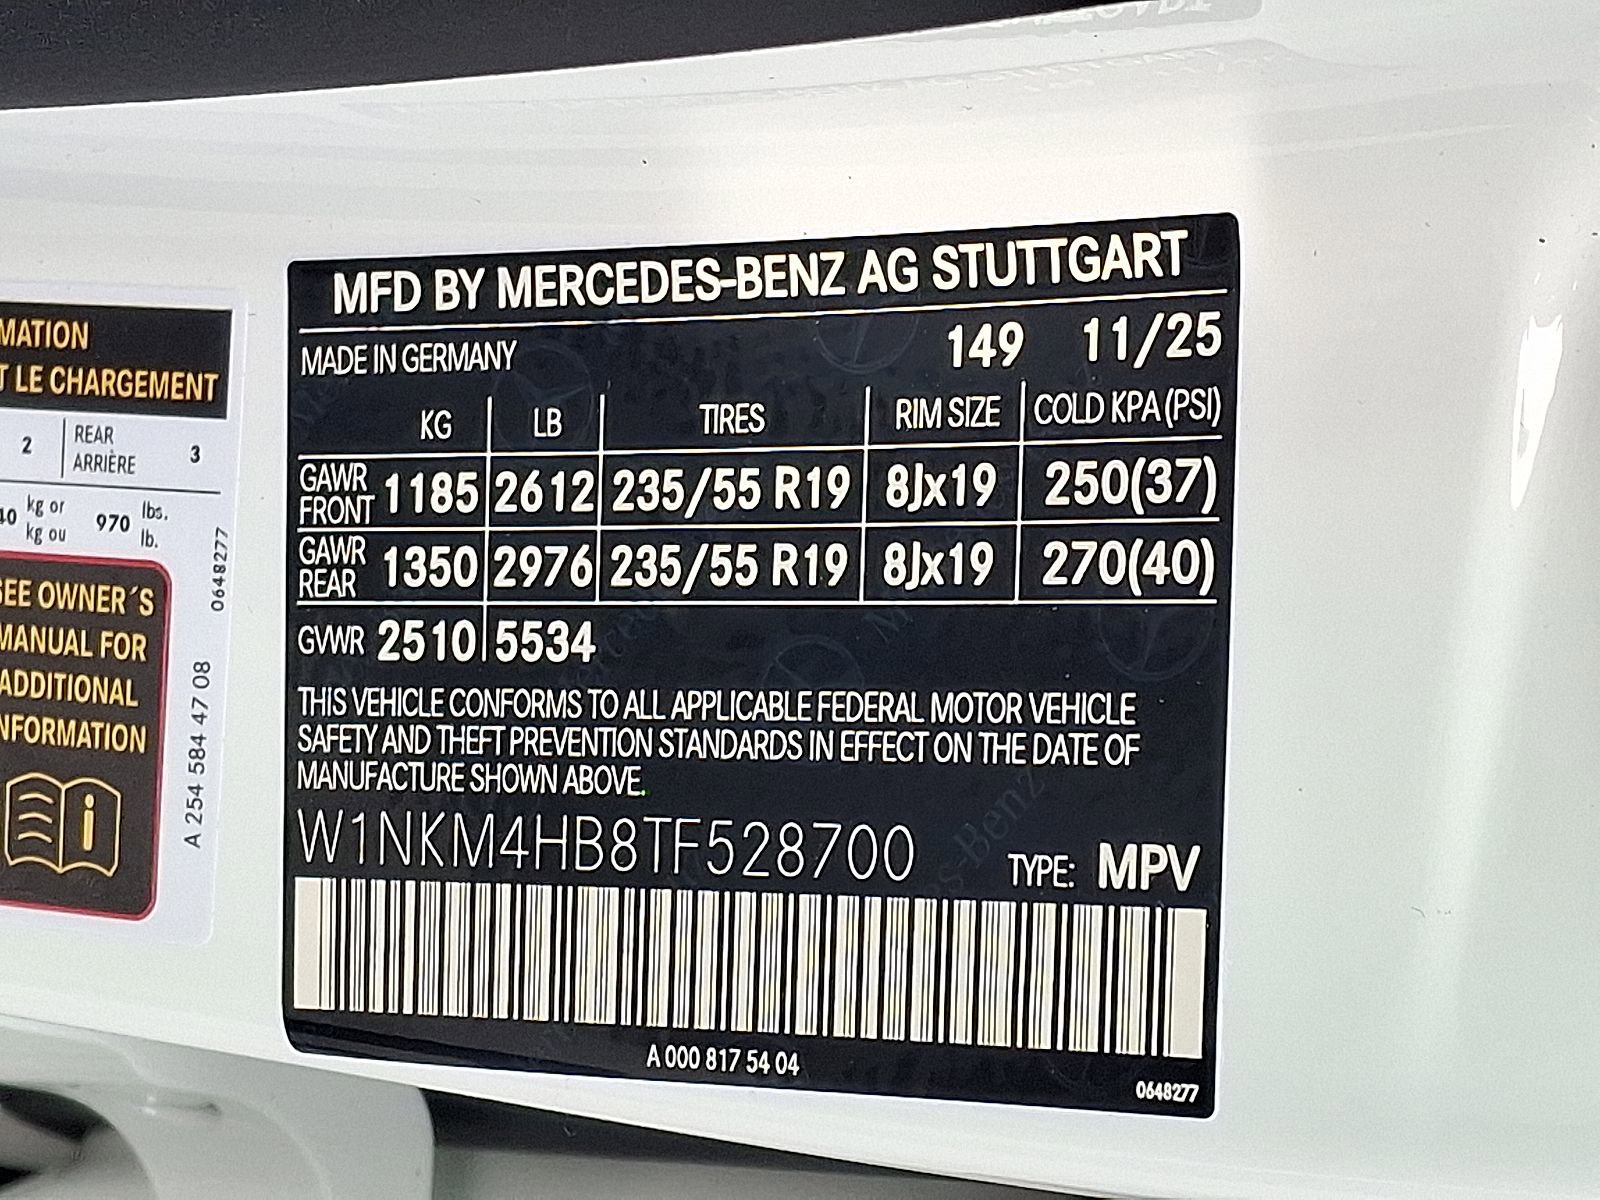 MFD BY MERCEDES-BENZ AG STUTTGART
MADE IN GERMANY 149 11/25
KG LB TIRES RIM SIZE COLD KPA (PSI)
GAWR FRONT 1185 2612 235/55 R19 8Jx19 250(37)
GAWR REAR 1350 2976 235/55 R19 8Jx19 270(40)
GVWR 2510 5534
THIS VEHICLE CONFORMS TO ALL APPLICABLE FEDERAL MOTOR VEHICLE
SAFETY AND THEFT PREVENTION STANDARDS IN EFFECT ON THE DATE OF
MANUFACTURE SHOWN ABOVE.
W1NKM4HB8TF528700 TYPE: MPV
A 000 817 54 04
0648277
MATION
T LE CHARGEMENT
2 REAR ARRIÈRE 3
40 kg or kg ou 970 lbs. lb.
SEE OWNER´S
MANUAL FOR
ADDITIONAL
INFORMATION
i
A 254 584 47 08
0648277